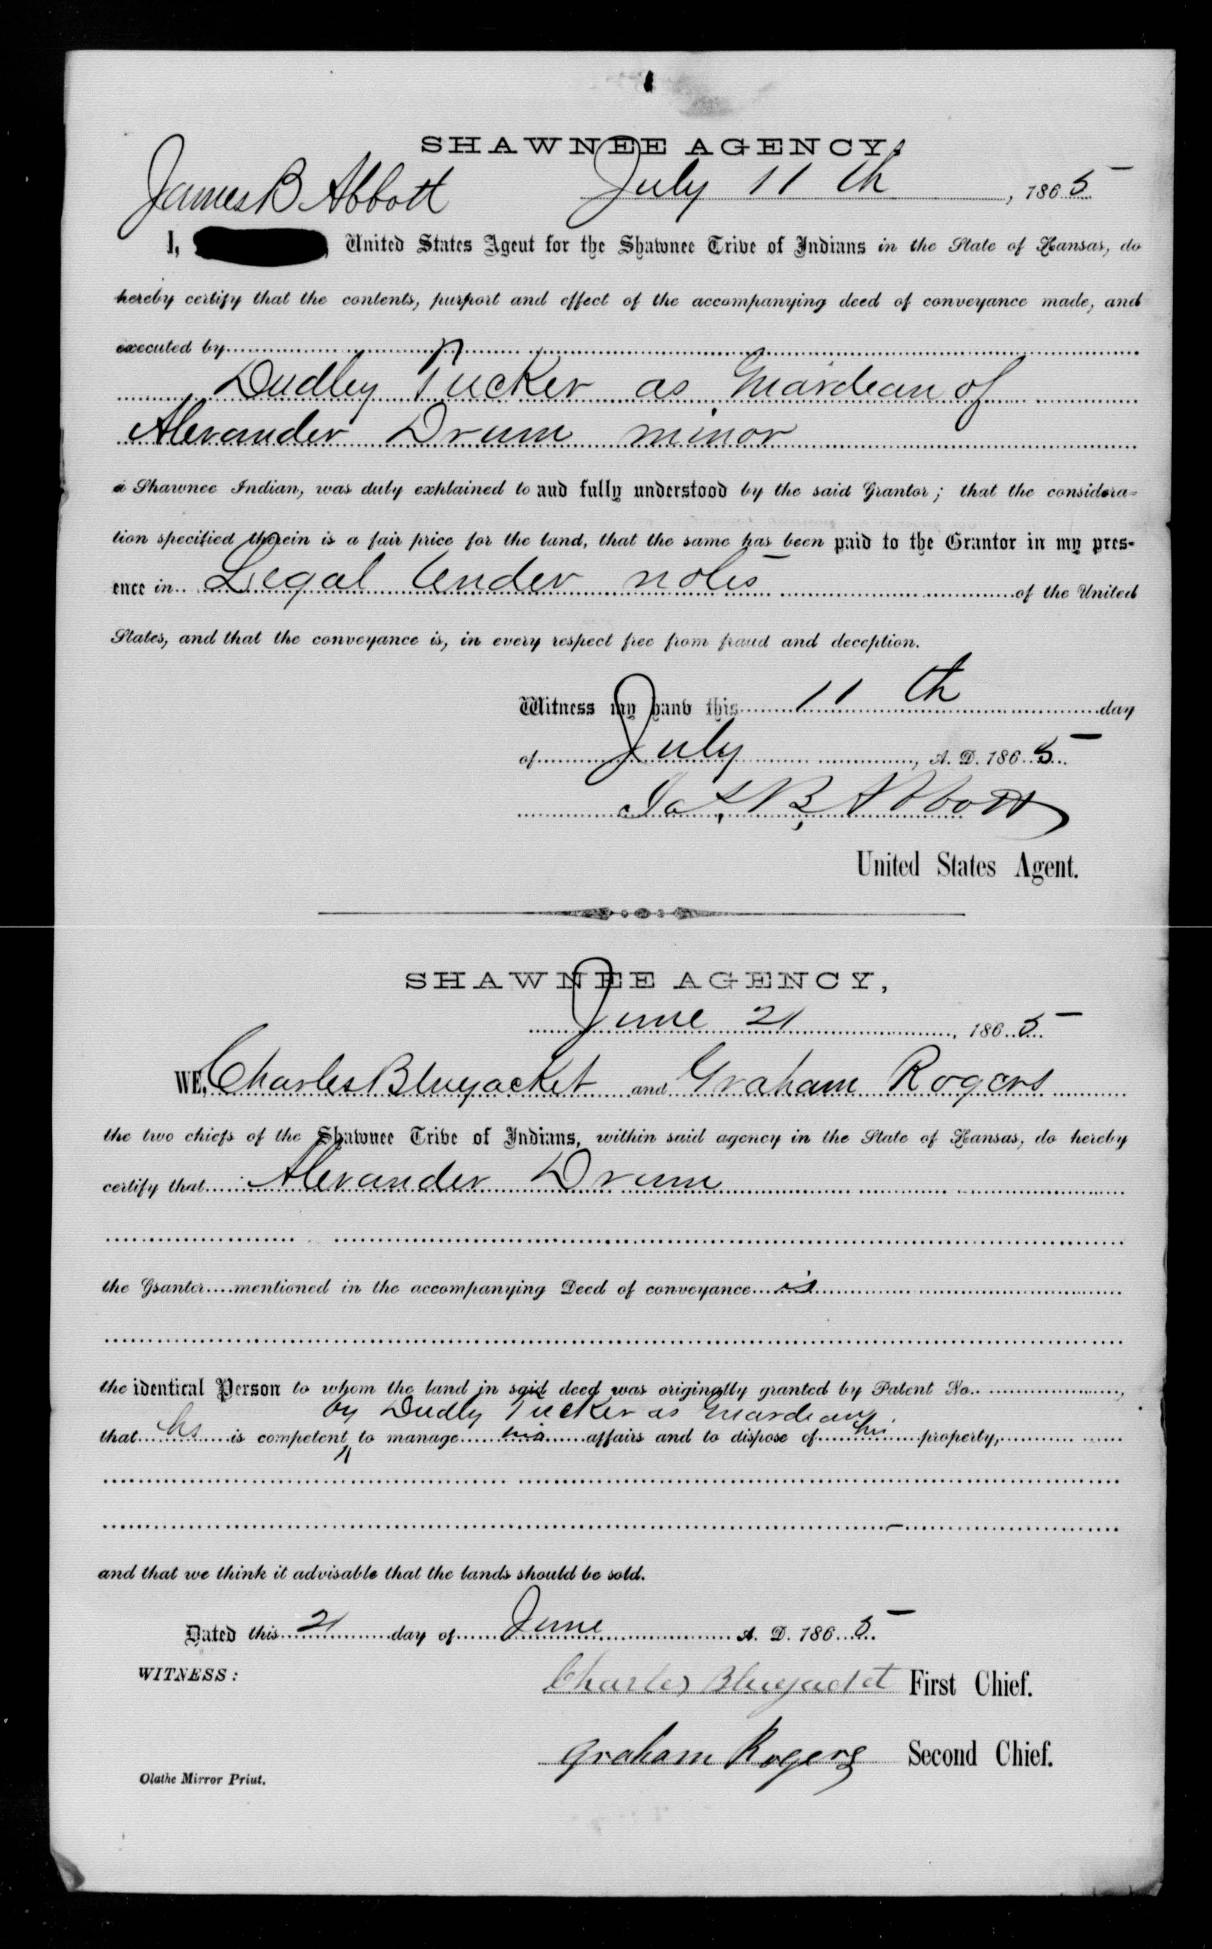 SHAWNEE AGENCY,
James B Abbott July 11 th, 1865
I, United States Agent for the Shawnee Tribe of Indians in the State of Kansas, do
hereby certify that the contents, purport and effect of the accompanying deed of conveyance made, and
executed by
Dudley Tucker as Guardean of
Alexander Drum minor
a Shawnee Indian, was duly explained to and fully understood by the said Grantor; that the considera-
tion specified therein is a fair price for the land, that the same has been paid to the Grantor in my pres-
ence in Legal tender notes of the United
States, and that the conveyance is, in every respect free from fraud and deception.
Witness my hand this 11 th day
of July, A. D. 1865
Jas. B. Abbott
United States Agent.
SHAWNEE AGENCY,
June 21, 1865
WE, Charles Bluejacket and Graham Rogers
the two chiefs of the Shawnee Tribe of Indians, within said agency in the State of Kansas, do hereby
certify that Alexander Drum
the Grantor mentioned in the accompanying Deed of conveyance is
the identical Person to whom the land in said deed was originally granted by Patent No.,
by Dudly Tucker as Guardean
that he is competent to manage his affairs and to dispose of his property,
and that we think it advisable that the lands should be sold.
Dated this 21 day of June A. D. 1865
WITNESS: Charles Bluejacket First Chief.
Graham Rogers Second Chief.
Olathe Mirror Print.